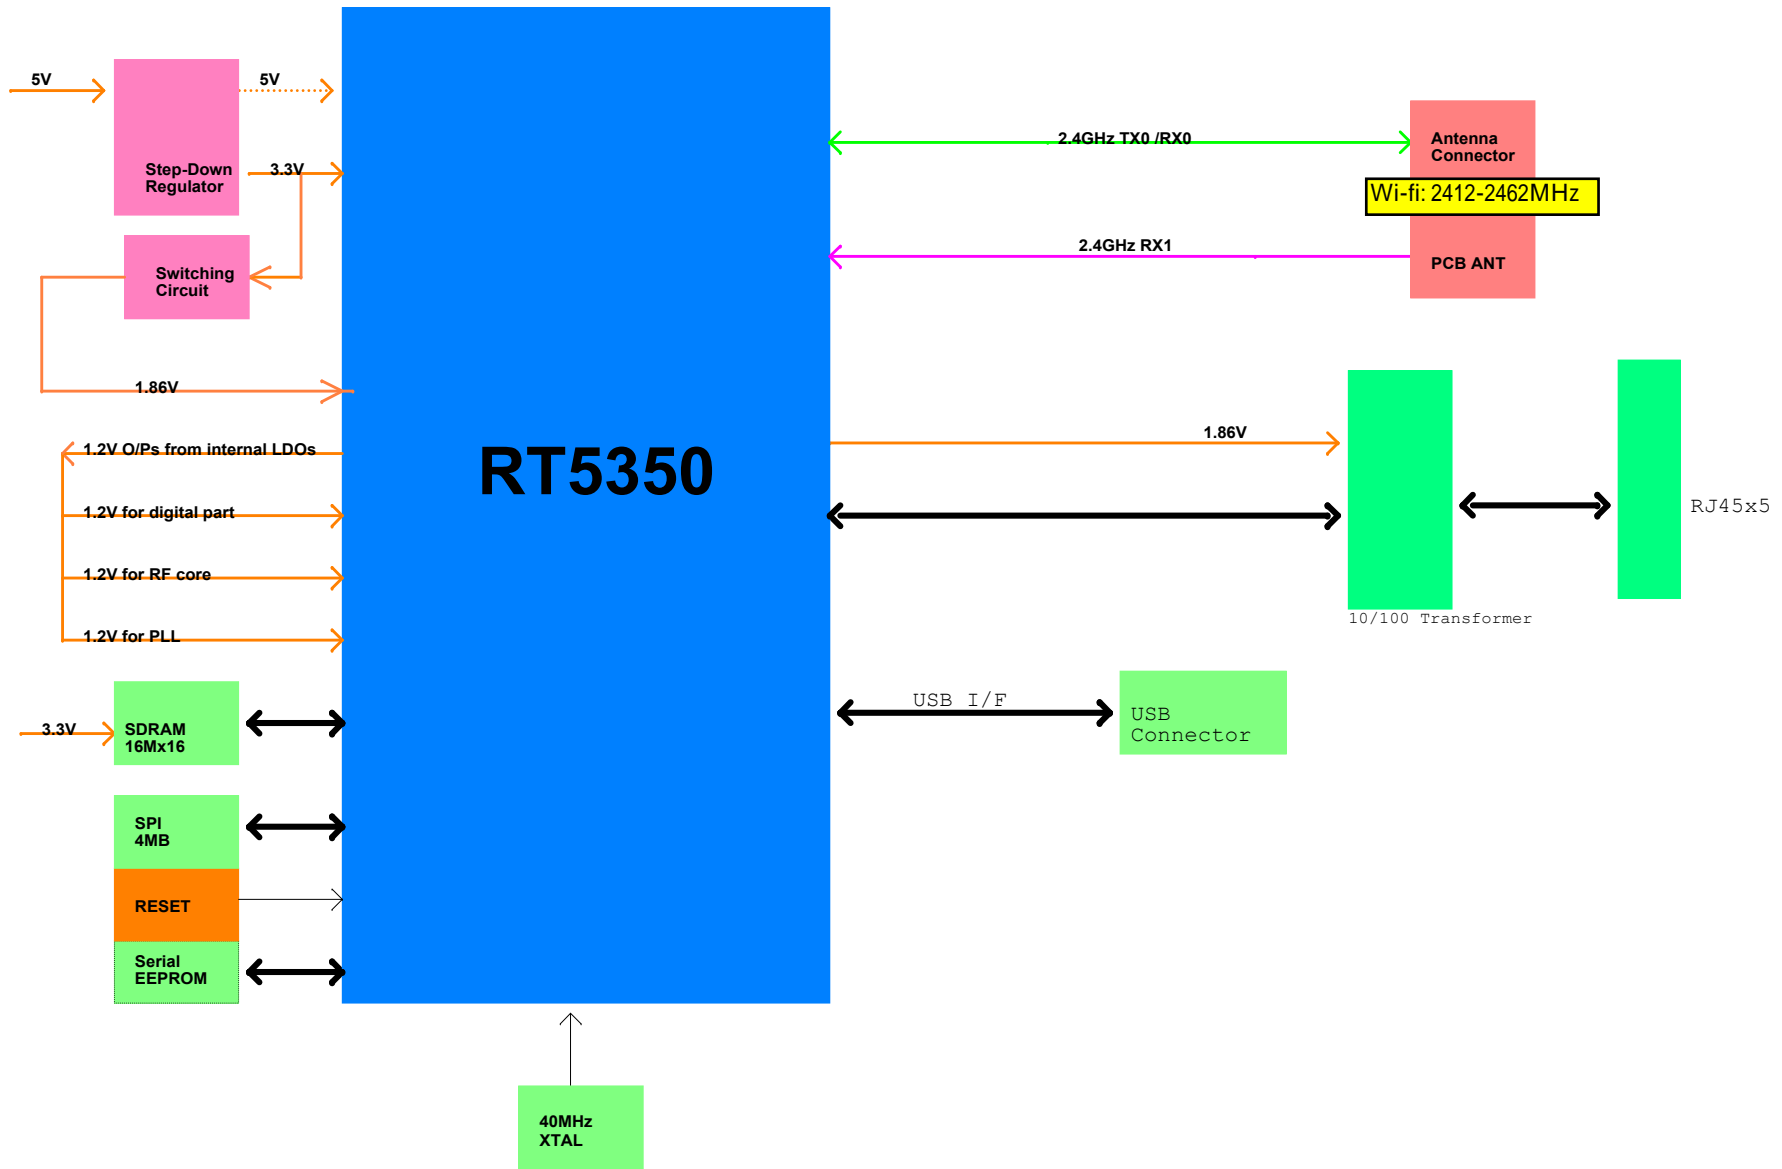 5V
5V
Step-Down
Regulator
3.3V
Switching
Circuit
1.86V
1.2V O/Ps from internal LDOs
1.2V for digital part
1.2V for RF core
1.2V for PLL
3.3V
SDRAM
16Mx16
SPI
4MB
RESET
Serial
EEPROM
RT5350
40MHz
XTAL
2.4GHz TX0 /RX0
Antenna
Connector
Wi-fi: 2412-2462MHz
2.4GHz RX1
PCB ANT
1.86V
RJ45x5
10/100 Transformer
USB I/F
USB
Connector